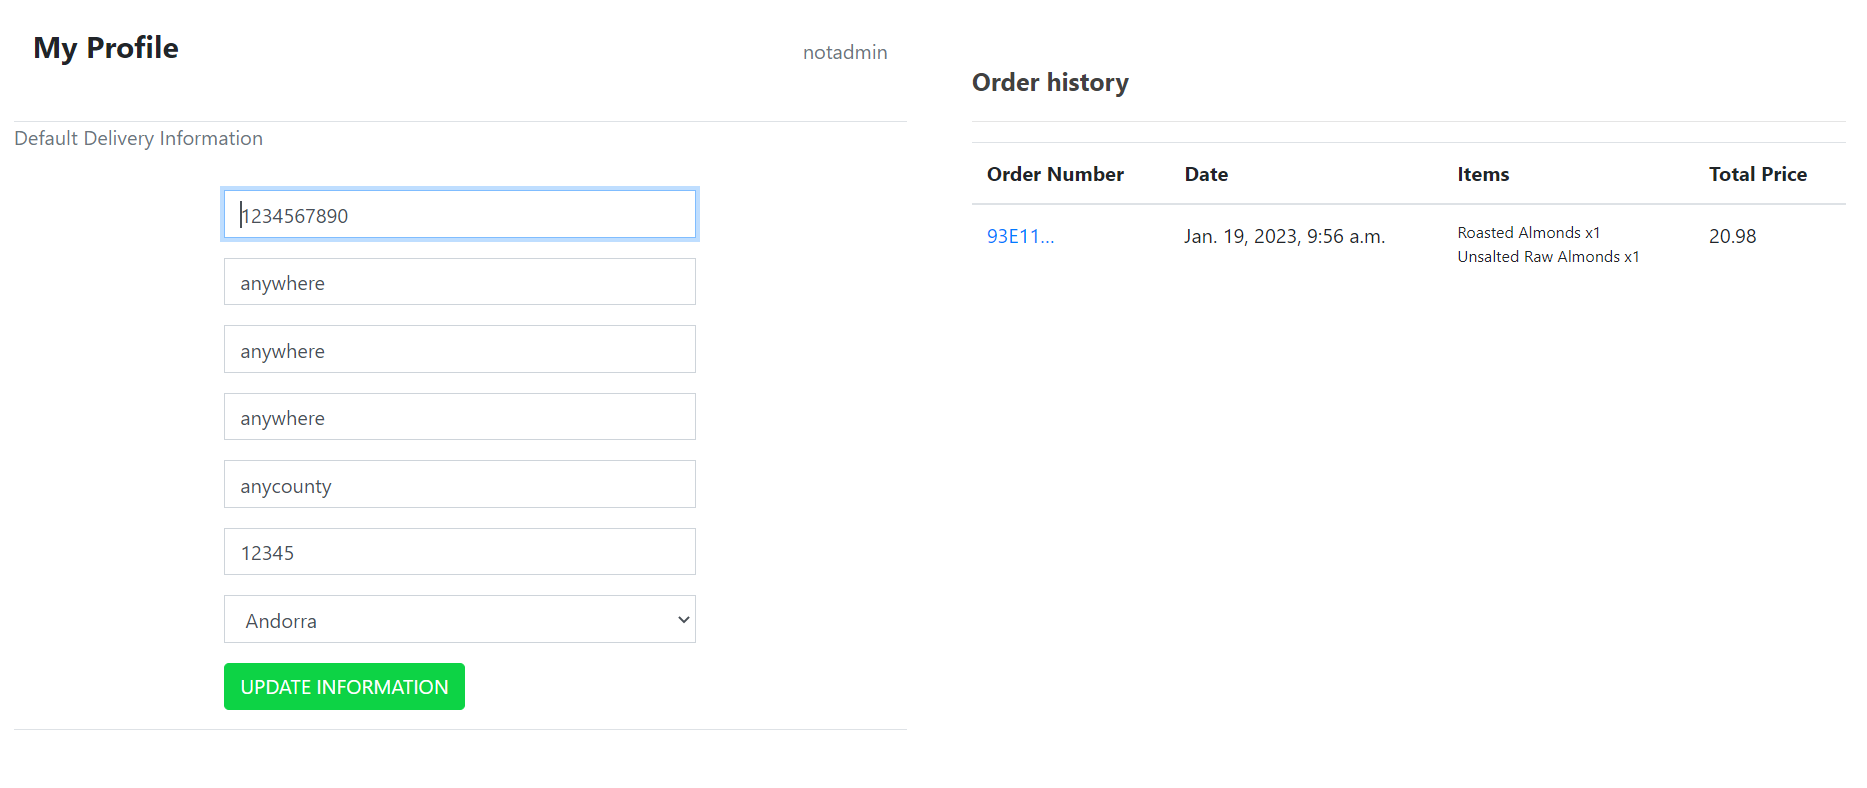 My Profile
notadmin
Default Delivery Information
1234567890
anywhere
anywhere
anywhere
anycounty
12345
Andorra
UPDATE INFORMATION
Order history
Order Number Date Items Total Price
93E11... Jan. 19, 2023, 9:56 a.m. Roasted Almonds x1 20.98
Unsalted Raw Almonds x1